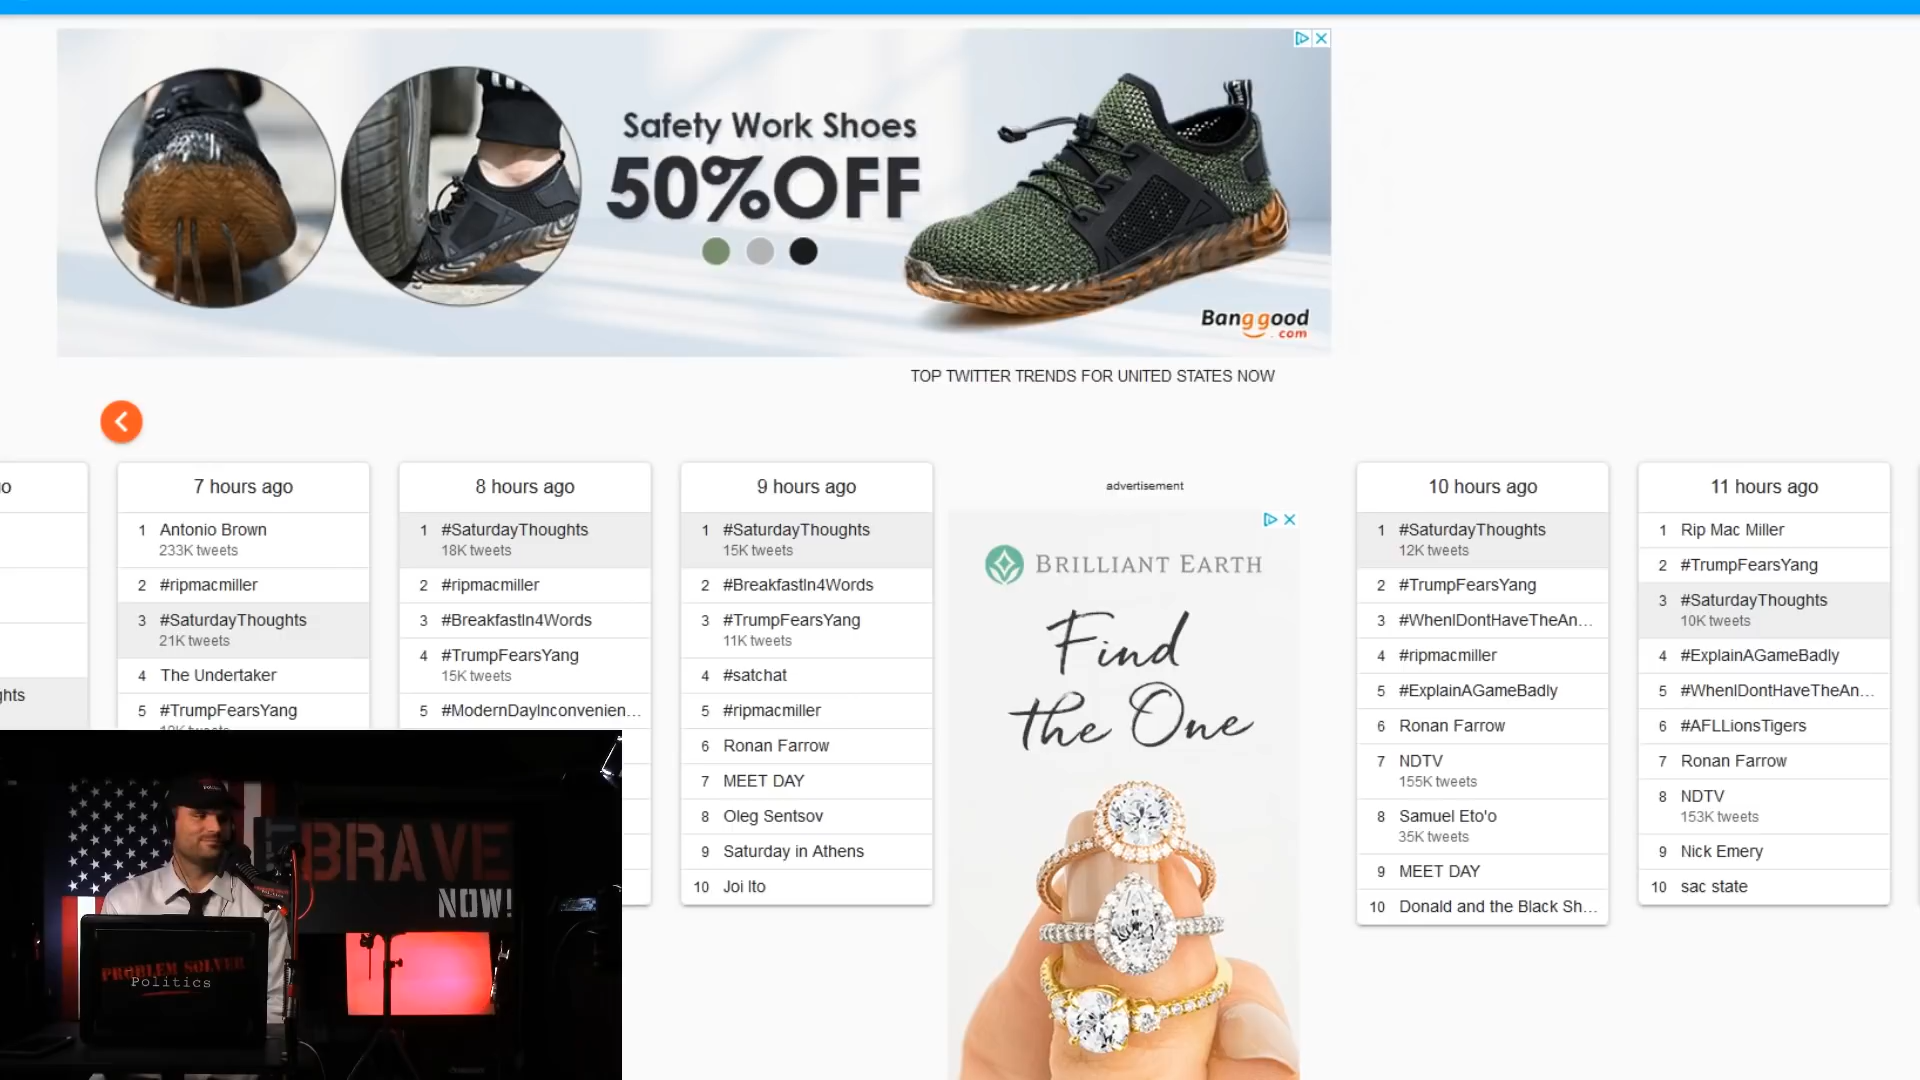 Safety Work Shoes
50%OFF
Banggood
.com
TOP TWITTER TRENDS FOR UNITED STATES NOW
o
ghts
7 hours ago
1 Antonio Brown
233K tweets
2 #ripmacmiller
3 #SaturdayThoughts
21K tweets
4 The Undertaker
5 #TrumpFearsYang
8 hours ago
1 #SaturdayThoughts
18K tweets
2 #ripmacmiller
3 #BreakfastIn4Words
4 #TrumpFearsYang
15K tweets
5 #ModernDayInconvenien...
9 hours ago
1 #SaturdayThoughts
15K tweets
2 #BreakfastIn4Words
3 #TrumpFearsYang
11K tweets
4 #satchat
5 #ripmacmiller
6 Ronan Farrow
7 MEET DAY
8 Oleg Sentsov
9 Saturday in Athens
10 Joi Ito
advertisement
BRILLIANT EARTH
Find
the One
10 hours ago
1 #SaturdayThoughts
12K tweets
2 #TrumpFearsYang
3 #WhenIDontHaveTheAn...
4 #ripmacmiller
5 #ExplainAGameBadly
6 Ronan Farrow
7 NDTV
155K tweets
8 Samuel Eto'o
35K tweets
9 MEET DAY
10 Donald and the Black Sh...
11 hours ago
1 Rip Mac Miller
2 #TrumpFearsYang
3 #SaturdayThoughts
10K tweets
4 #ExplainAGameBadly
5 #WhenIDontHaveTheAn...
6 #AFLLionsTigers
7 Ronan Farrow
8 NDTV
153K tweets
9 Nick Emery
10 sac state
BRAVE
NOW!
PROBLEM SOLVER
Politics